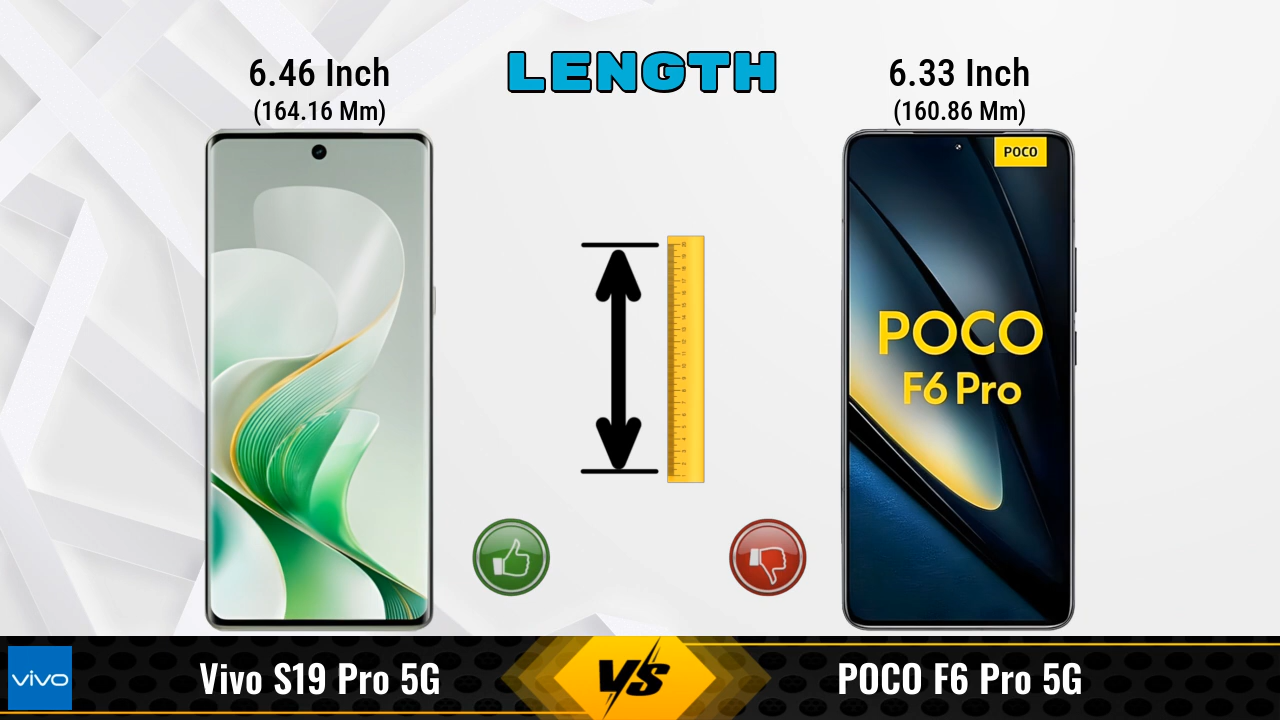 LENGTH
6.46 Inch
(164.16 Mm)
6.33 Inch
(160.86 Mm)
POCO
POCO
F6 Pro
vivo
Vivo S19 Pro 5G
VS
POCO F6 Pro 5G